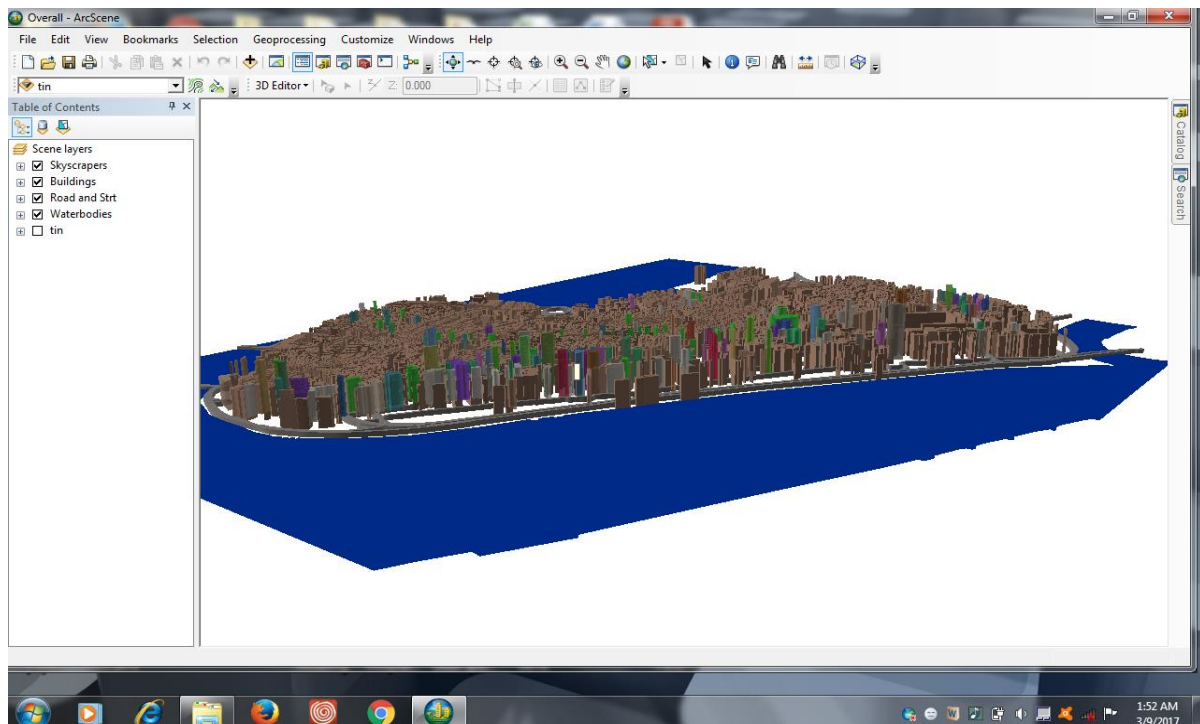 Overall - ArcScene
File Edit View Bookmarks Selection Geoprocessing Customize Windows Help
tin 3D Editor Z: 0.000
Table of Contents
Scene layers
Skyscrapers
Buildings
Road and Strt
Waterbodies
tin
Catalog
Search
1:52 AM
3/9/2017